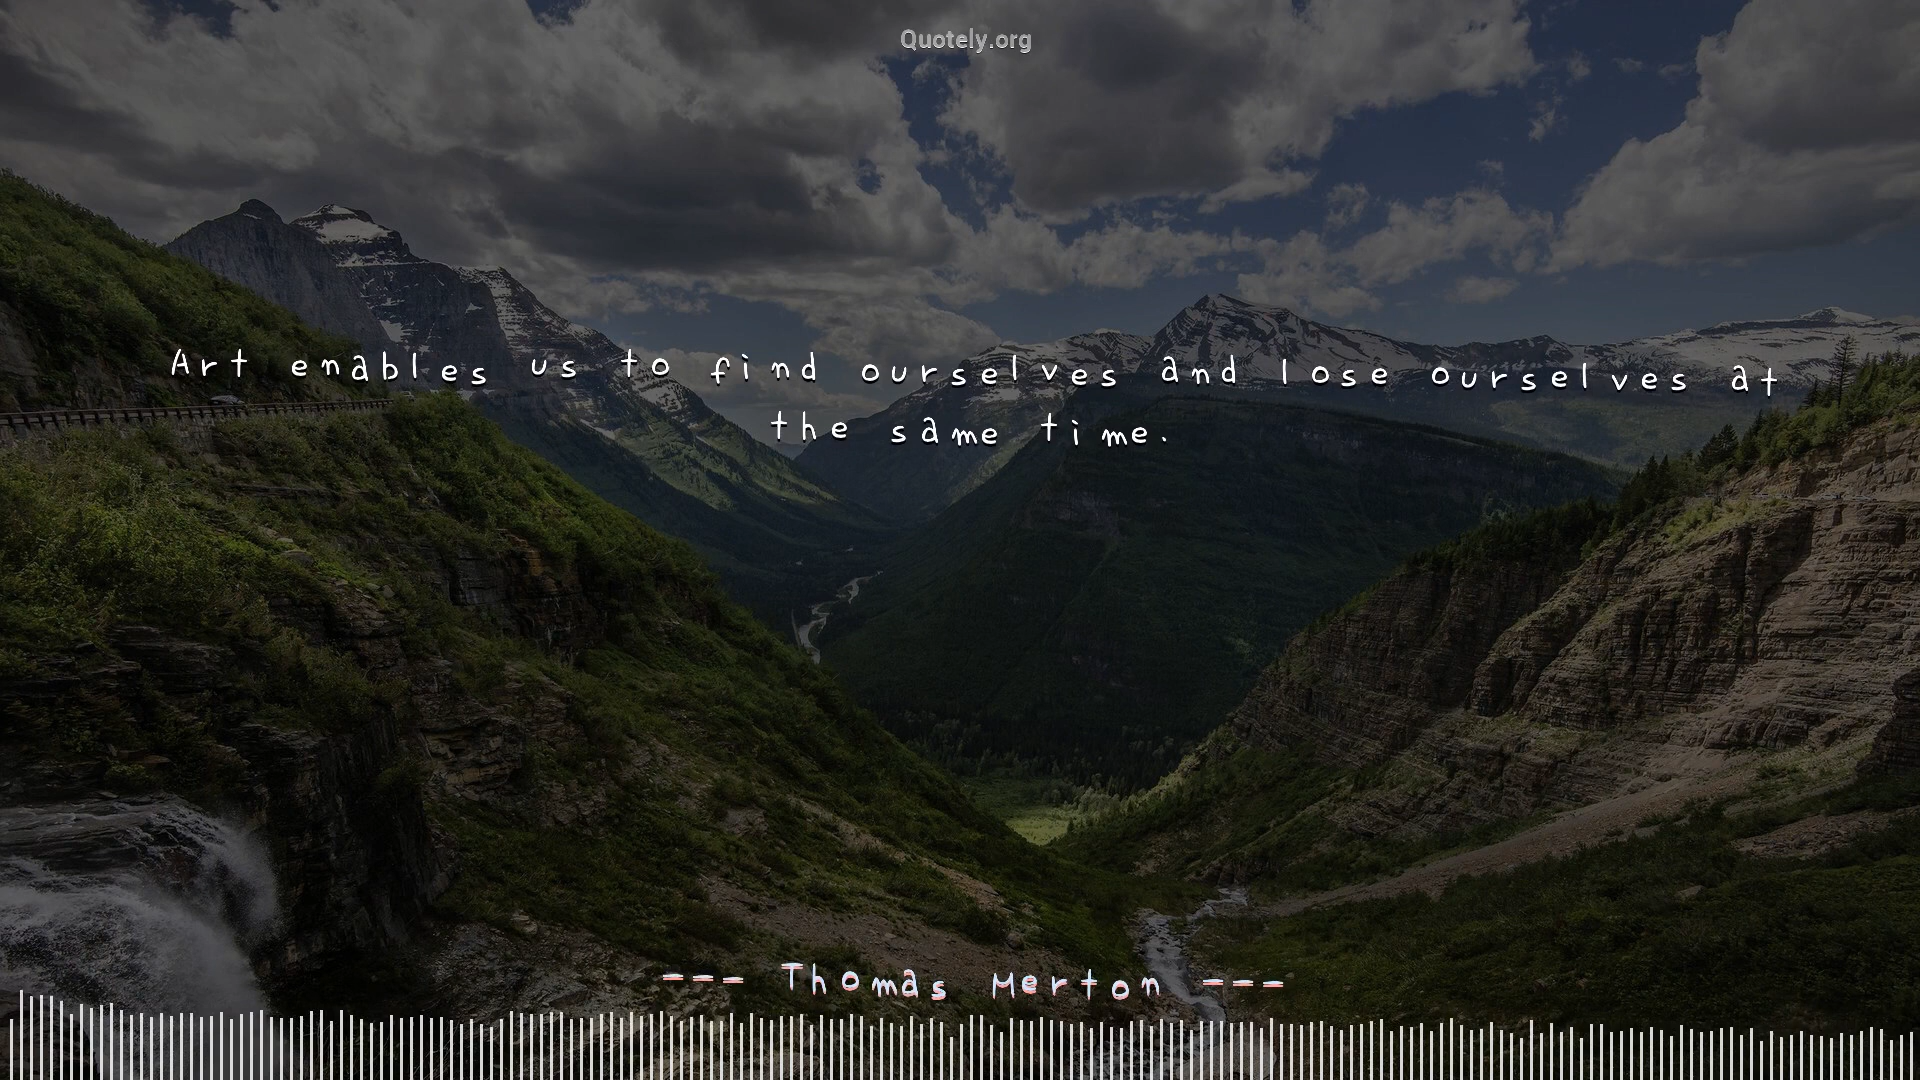 Quotely.org
Art enables us to find ourselves and lose ourselves at
the same time.
--- Thomas Merton ---